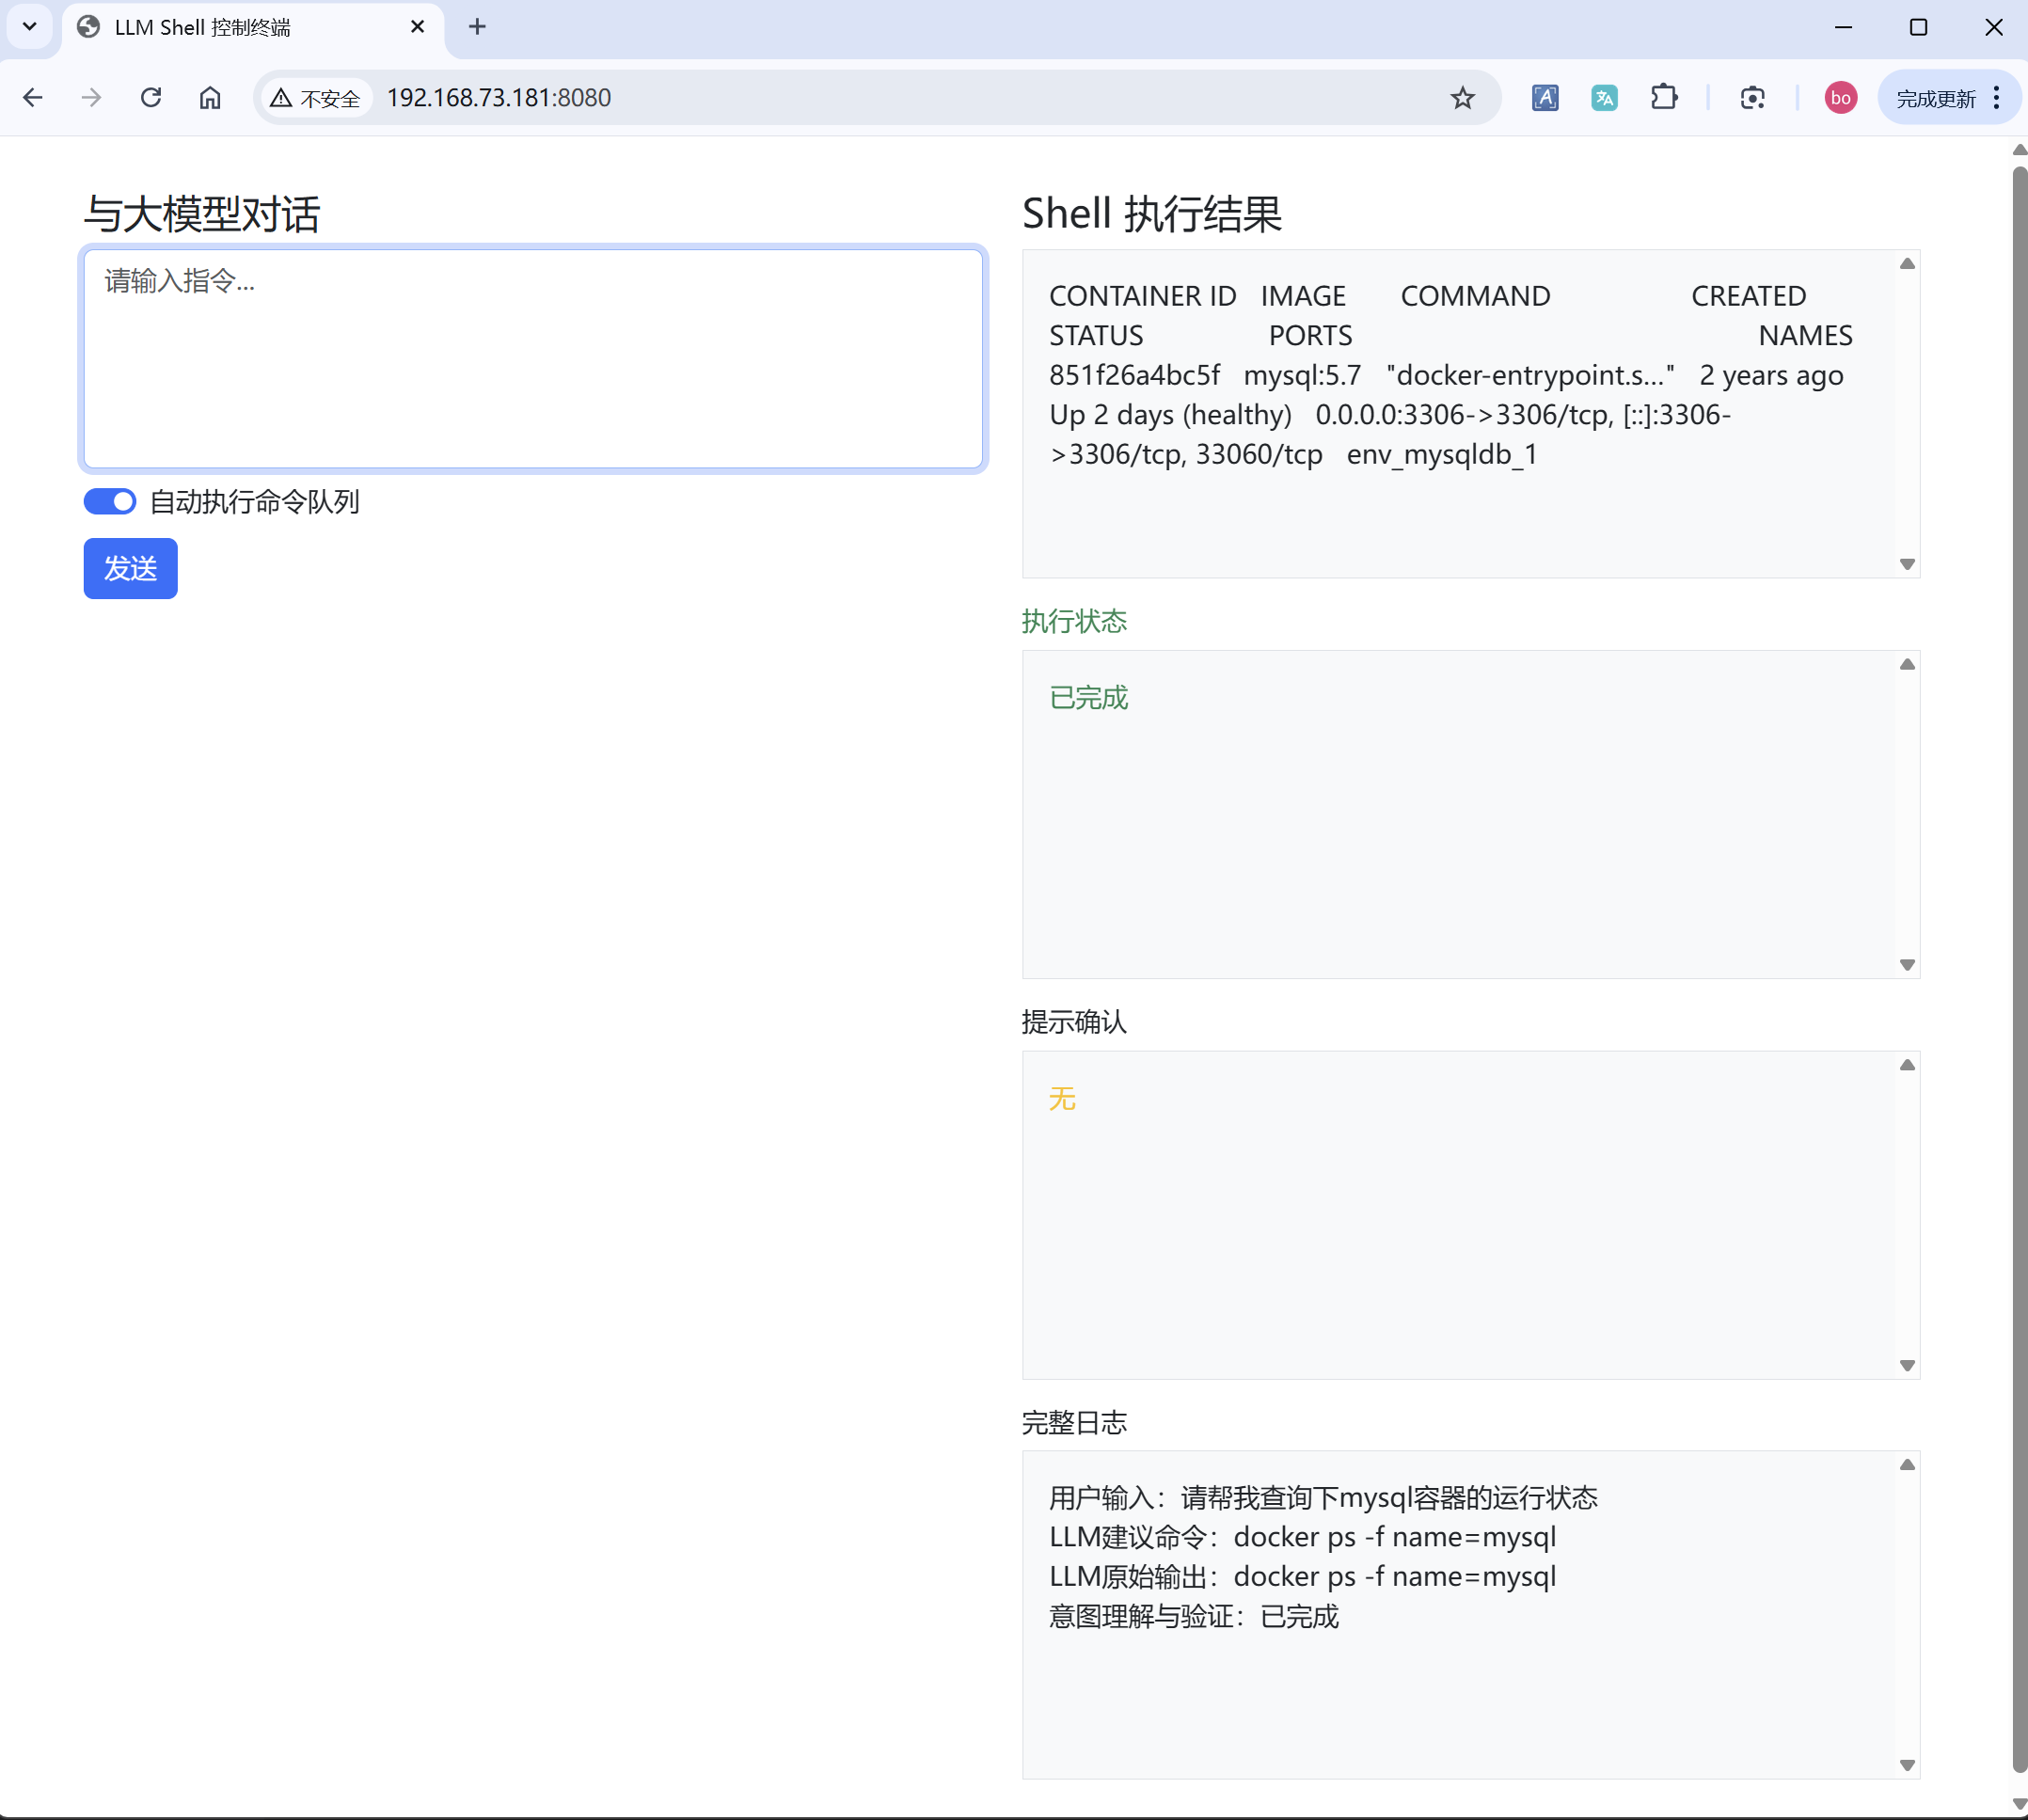 LLM Shell 控制终端
不安全
192.168.73.181:8080
A
bo
完成更新
与大模型对话
请输入指令...
自动执行命令队列
发送
Shell 执行结果
CONTAINER ID IMAGE COMMAND CREATED
STATUS PORTS NAMES
851f26a4bc5f mysql:5.7 "docker-entrypoint.s…" 2 years ago
Up 2 days (healthy) 0.0.0.0:3306->3306/tcp, [::]:3306-
>3306/tcp, 33060/tcp env_mysqldb_1
执行状态
已完成
提示确认
无
完整日志
用户输入：请帮我查询下mysql容器的运行状态
LLM建议命令：docker ps -f name=mysql
LLM原始输出：docker ps -f name=mysql
意图理解与验证：已完成